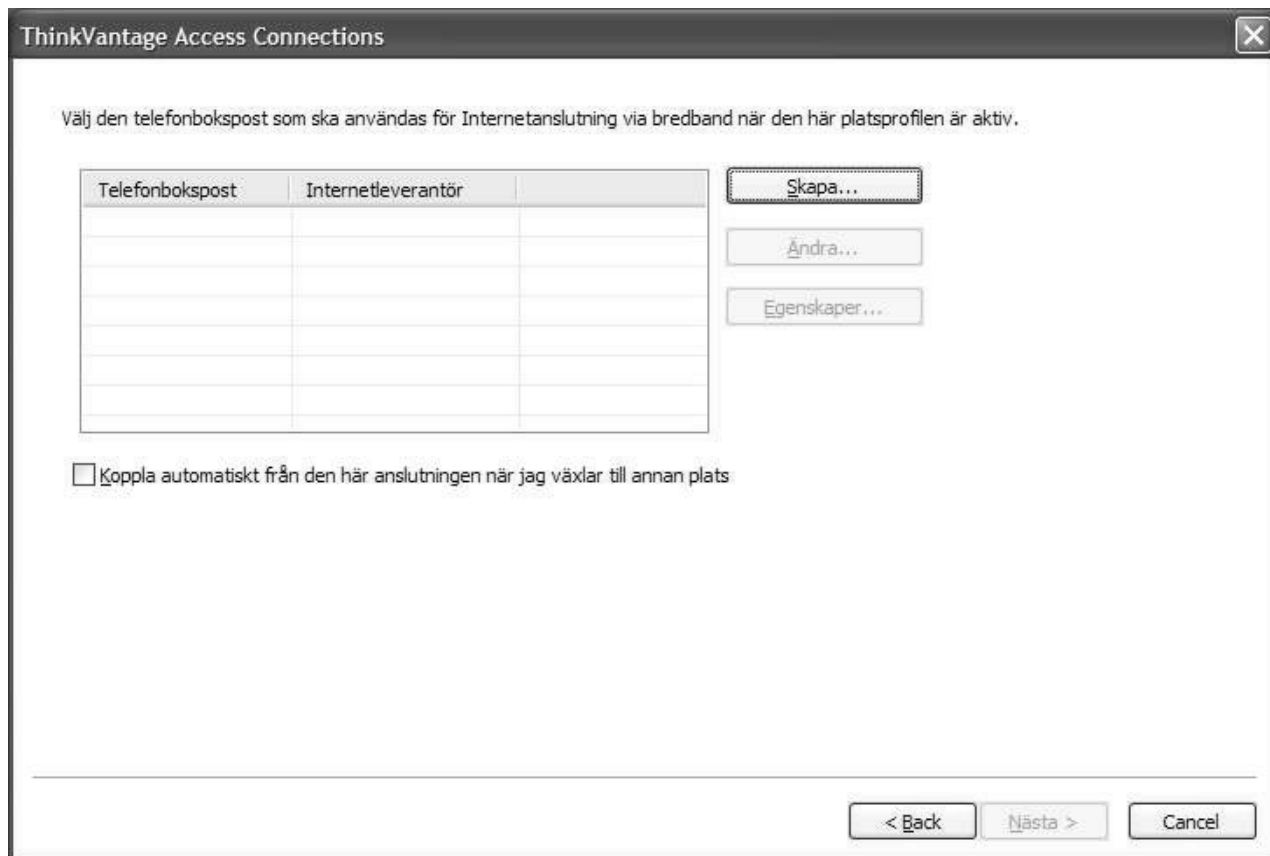 ThinkVantage Access Connections
Välj den telefonbokspost som ska användas för Internetanslutning via bredband när den här platsprofilen är aktiv.
Telefonbokspost Internetleverantör
Skapa...
Ändra...
Egenskaper...
Koppla automatiskt från den här anslutningen när jag växlar till annan plats
< Back Nästa > Cancel